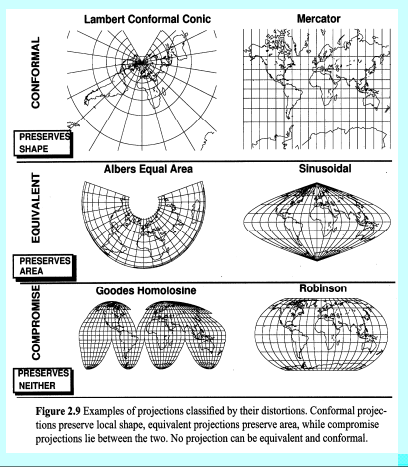 Lambert Conformal Conic
Mercator
CONFORMAL
PRESERVES
SHAPE
Albers Equal Area
Sinusoidal
EQUIVALENT
PRESERVES
AREA
Goodes Homolosine
Robinson
COMPROMISE
PRESERVES
NEITHER
Figure 2.9 Examples of projections classified by their distortions. Conformal projec-
tions preserve local shape, equivalent projections preserve area, while compromise
projections lie between the two. No projection can be equivalent and conformal.